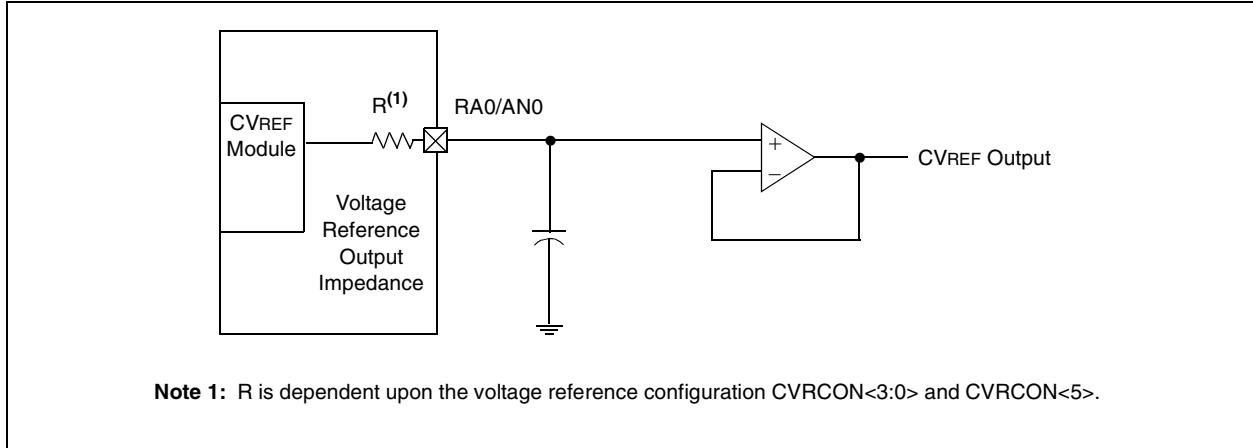 R(1)
RA0/AN0
CVREF
Module
+
−
CVREF Output
Voltage
Reference
Output
Impedance
Note 1: R is dependent upon the voltage reference configuration CVRCON<3:0> and CVRCON<5>.